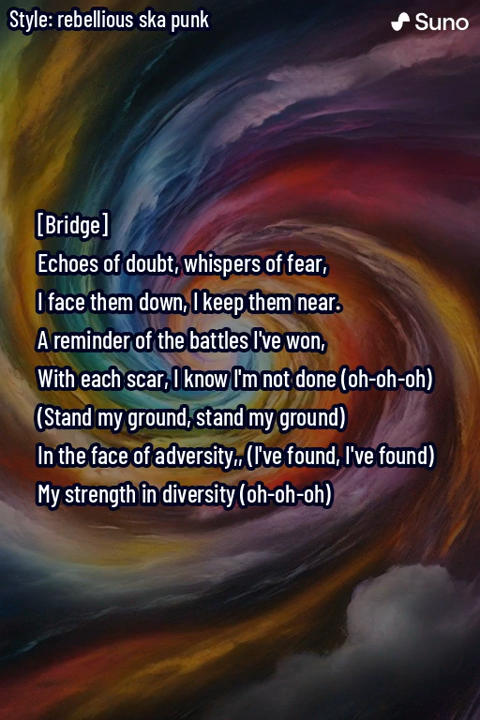 Style: rebellious ska punk
Suno
[Bridge]
Echoes of doubt, whispers of fear,
I face them down, I keep them near.
A reminder of the battles I've won,
With each scar, I know I'm not done (oh-oh-oh)
(Stand my ground, stand my ground)
In the face of adversity,, (I've found, I've found)
My strength in diversity (oh-oh-oh)